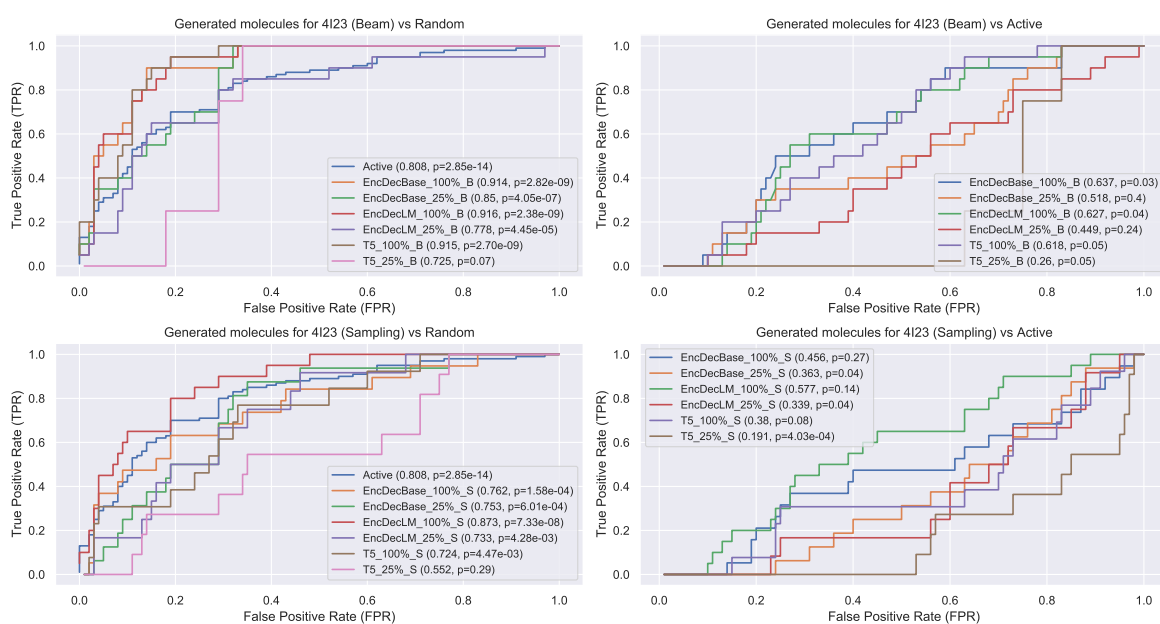 Generated molecules for 4I23 (Beam) vs Random
True Positive Rate (TPR)
1.0
0.8
0.6
0.4
0.2
0.0
Active (0.808, p=2.85e-14)
EncDecBase_100%_B (0.914, p=2.82e-09)
EncDecBase_25%_B (0.85, p=4.05e-07)
EncDecLM_100%_B (0.916, p=2.38e-09)
EncDecLM_25%_B (0.778, p=4.45e-05)
T5_100%_B (0.915, p=2.70e-09)
T5_25%_B (0.725, p=0.07)
0.0 0.2 0.4 0.6 0.8 1.0
False Positive Rate (FPR)
Generated molecules for 4I23 (Beam) vs Active
True Positive Rate (TPR)
1.0
0.8
0.6
0.4
0.2
0.0
EncDecBase_100%_B (0.637, p=0.03)
EncDecBase_25%_B (0.518, p=0.4)
EncDecLM_100%_B (0.627, p=0.04)
EncDecLM_25%_B (0.449, p=0.24)
T5_100%_B (0.618, p=0.05)
T5_25%_B (0.26, p=0.05)
0.0 0.2 0.4 0.6 0.8 1.0
False Positive Rate (FPR)
Generated molecules for 4I23 (Sampling) vs Random
True Positive Rate (TPR)
1.0
0.8
0.6
0.4
0.2
0.0
Active (0.808, p=2.85e-14)
EncDecBase_100%_S (0.762, p=1.58e-04)
EncDecBase_25%_S (0.753, p=6.01e-04)
EncDecLM_100%_S (0.873, p=7.33e-08)
EncDecLM_25%_S (0.733, p=4.28e-03)
T5_100%_S (0.724, p=4.47e-03)
T5_25%_S (0.552, p=0.29)
0.0 0.2 0.4 0.6 0.8 1.0
False Positive Rate (FPR)
Generated molecules for 4I23 (Sampling) vs Active
True Positive Rate (TPR)
1.0
0.8
0.6
0.4
0.2
0.0
EncDecBase_100%_S (0.456, p=0.27)
EncDecBase_25%_S (0.363, p=0.04)
EncDecLM_100%_S (0.577, p=0.14)
EncDecLM_25%_S (0.339, p=0.04)
T5_100%_S (0.38, p=0.08)
T5_25%_S (0.191, p=4.03e-04)
0.0 0.2 0.4 0.6 0.8 1.0
False Positive Rate (FPR)